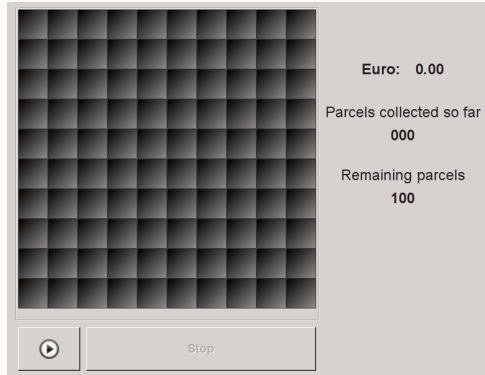 Euro: 0.00
Parcels collected so far
000
Remaining parcels
100
Stop